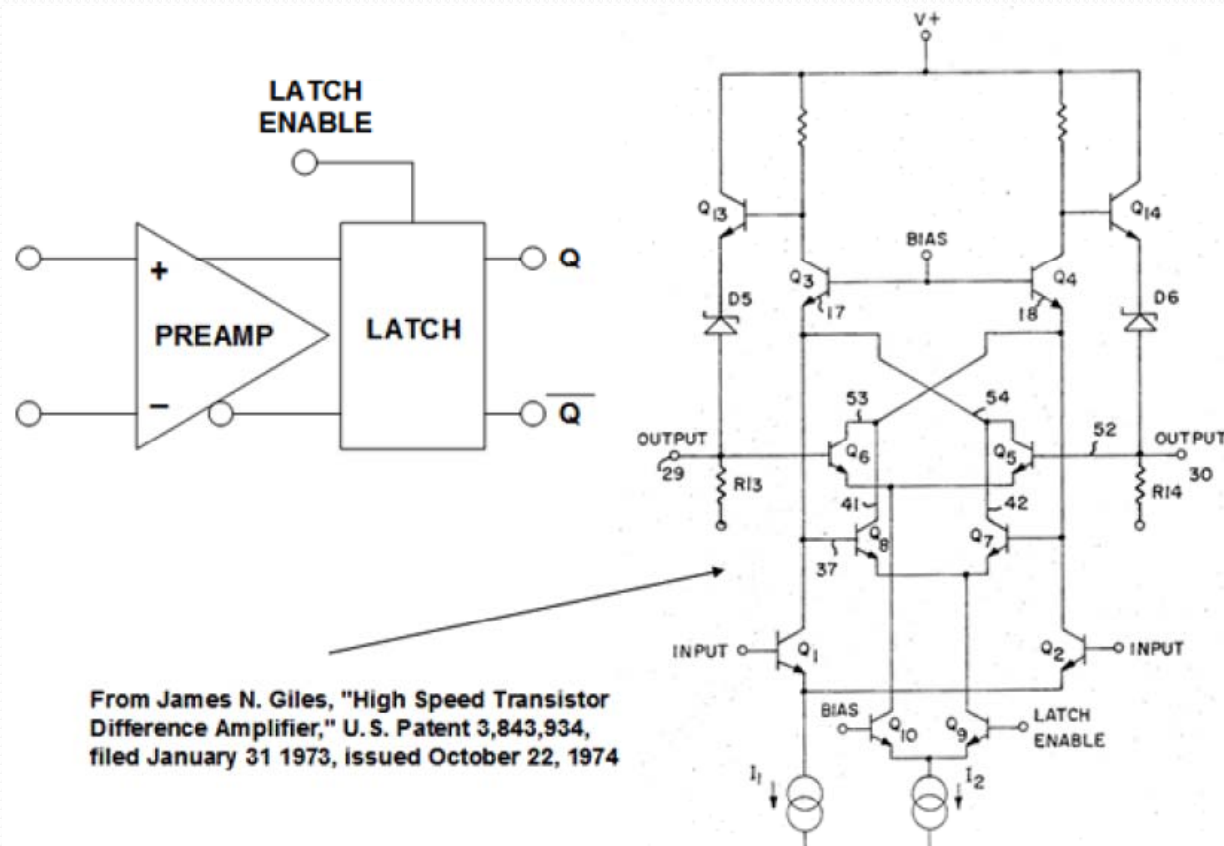 LATCH
ENABLE
+
PREAMP
−
LATCH
Q
Q
From James N. Giles, "High Speed Transistor
Difference Amplifier," U.S. Patent 3,843,934,
filed January 31 1973, issued October 22, 1974
V+
Q13
Q14
BIAS
Q3
Q4
17
18
D5
D6
53
54
52
OUTPUT
29
Q6
Q5
OUTPUT
30
R13
R14
41
42
Q8
Q7
37
INPUT
Q1
Q2
INPUT
BIAS
Q10
Q9
LATCH
ENABLE
I1
I2